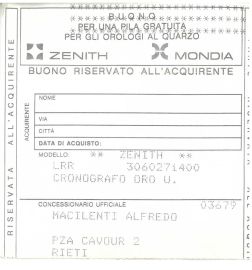 BUONO
PER UNA PILA GRATUITA
PER GLI OROLOGI AL QUARZO
ZENITH MONDIA
BUONO RISERVATO ALL'ACQUIRENTE
RISERVATA ALL'ACQUIRENTE
ACQUIRENTE
NOME
VIA
CITTÀ
DATA DI ACQUISTO:
MODELLO: ** ZENITH **
LRR 3060271400
CRONOGRAFO ORO U.
CONCESSIONARIO UFFICIALE 03679
MACILENTI ALFREDO
PZA CAVOUR 2
RIETI